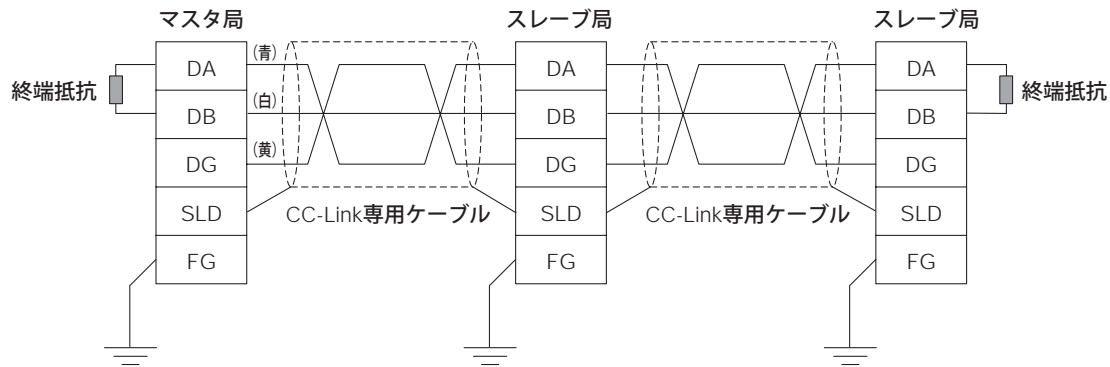 マスタ局
スレーブ局
スレーブ局
終端抵抗
DA
DB
DG
SLD
FG
(青)
(白)
(黄)
CC-Link専用ケーブル
DA
DB
DG
SLD
FG
CC-Link専用ケーブル
DA
DB
DG
SLD
FG
終端抵抗